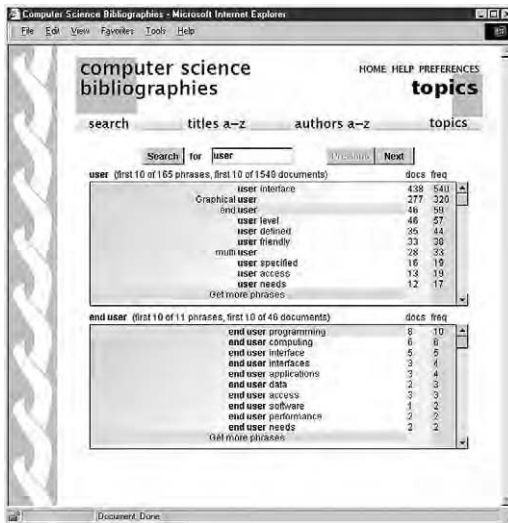 Computer Science Bibliographies - Microsoft Internet Explorer
File Edit View Favorites Tools Help
computer science
bibliographies
HOME HELP PREFERENCES
topics
search titles a–z authors a–z topics
Search for user Previous Next
user (first 10 of 165 phrases, first 10 of 1549 documents) docs freq
user interface 438 540
Graphical user 277 320
end user 46 59
user level 46 57
user defined 35 44
user friendly 33 38
multi user 28 33
user specified 16 19
user access 13 19
user needs 12 17
Get more phrases
end user (first 10 of 11 phrases, first 10 of 46 documents) docs freq
end user programming 8 10
end user computing 6 6
end user interface 5 5
end user interfaces 3 4
end user applications 3 4
end user data 2 3
end user access 3 3
end user software 1 2
end user performance 2 2
end user needs 2 2
Get more phrases
Document: Done